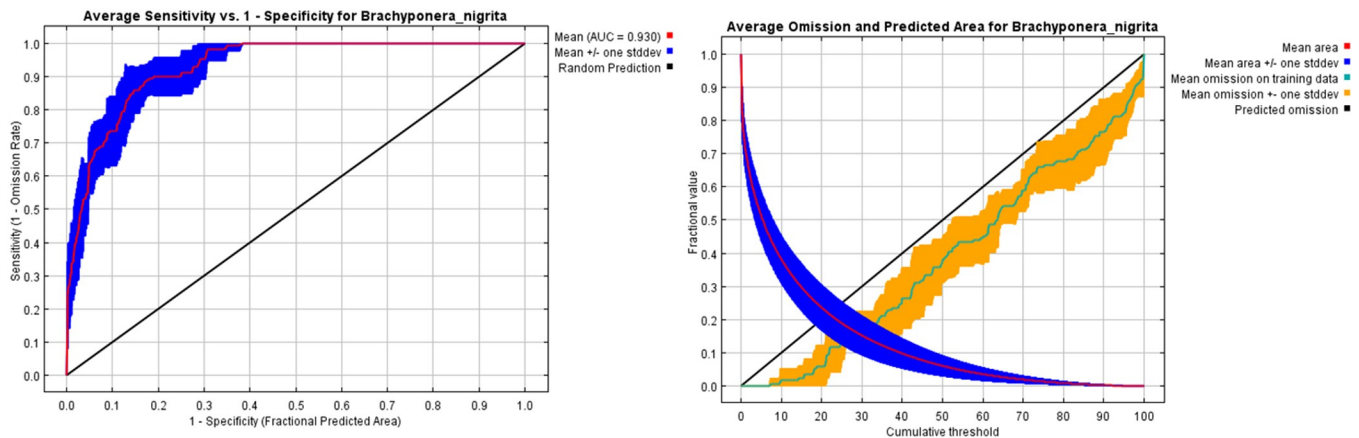 Average Sensitivity vs. 1 - Specificity for Brachyponera_nigrita
Mean (AUC = 0.930)
Mean +/- one stddev
Random Prediction
Sensitivity (1 - Omission Rate)
1.0
0.9
0.8
0.7
0.6
0.5
0.4
0.3
0.2
0.1
0.0
0.0 0.1 0.2 0.3 0.4 0.5 0.6 0.7 0.8 0.9 1.0
1 - Specificity (Fractional Predicted Area)
Average Omission and Predicted Area for Brachyponera_nigrita
Mean area
Mean area +/- one stddev
Mean omission on training data
Mean omission +- one stddev
Predicted omission
Fractional value
1.0
0.9
0.8
0.7
0.6
0.5
0.4
0.3
0.2
0.1
0.0
0 10 20 30 40 50 60 70 80 90 100
Cumulative threshold